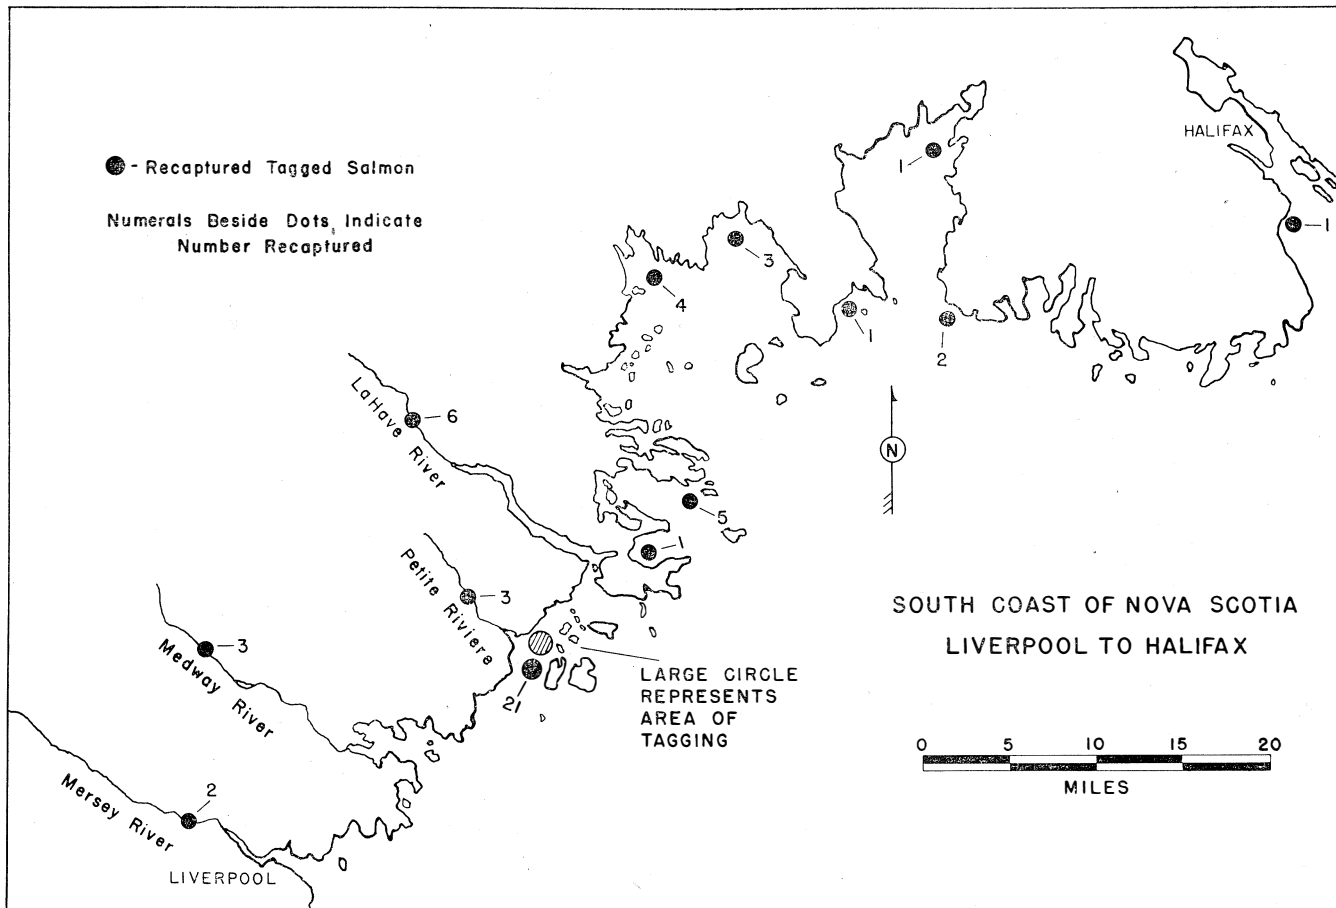 HALIFAX
- Recaptured Tagged Salmon
Numerals Beside Dots, Indicate
Number Recaptured
1
1
3
4
1
2
LaHave River
6
N
5
1
Petite Riviere
3
SOUTH COAST OF NOVA SCOTIA
LIVERPOOL TO HALIFAX
Medway River
3
21
LARGE CIRCLE
REPRESENTS
AREA OF
TAGGING
0 5 10 15 20
MILES
Mersey River
2
LIVERPOOL